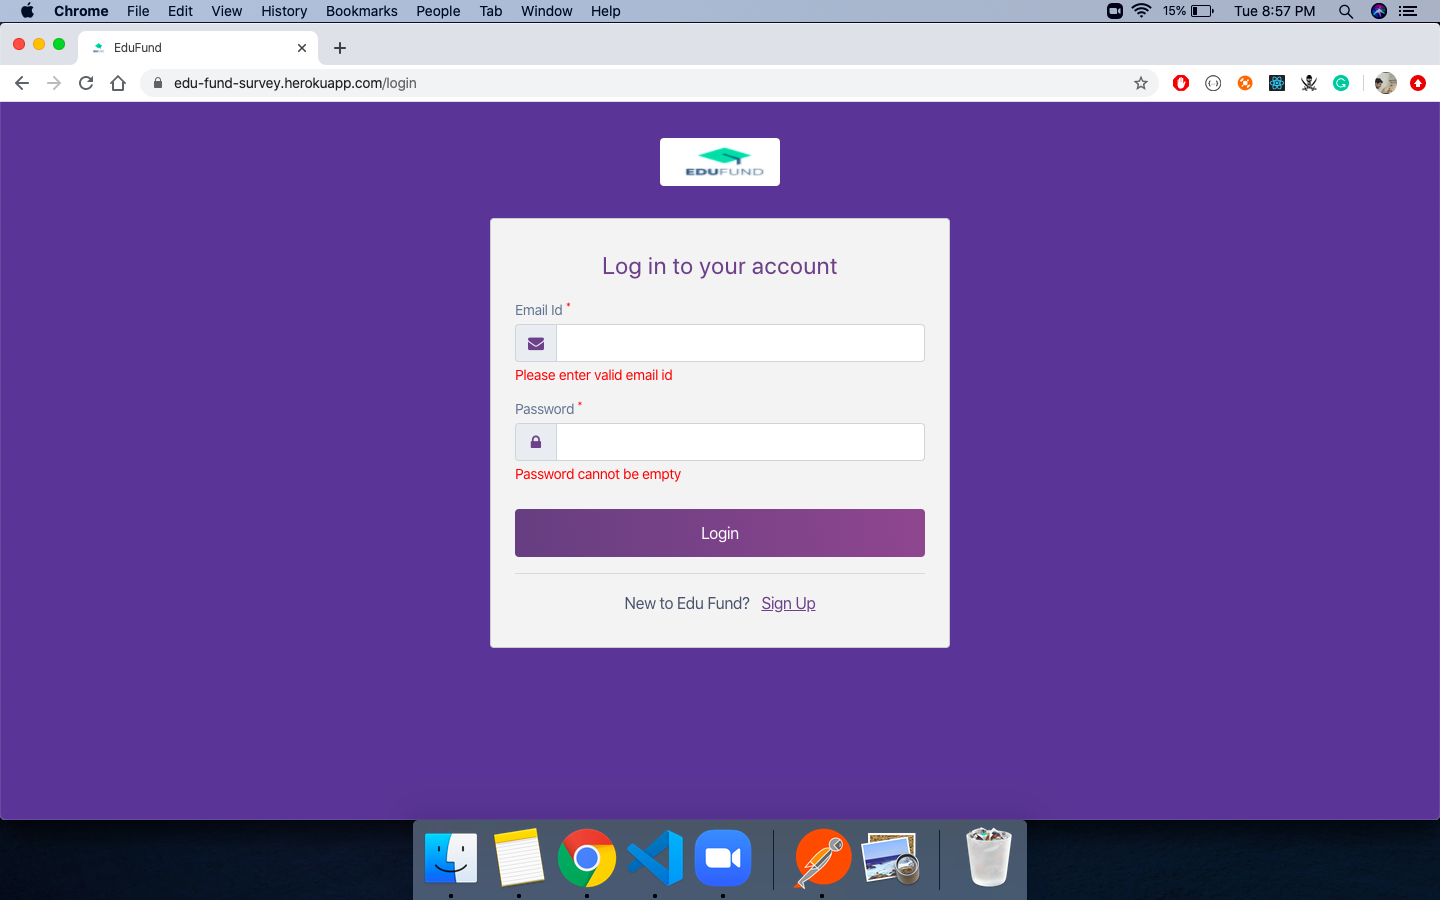 Chrome File Edit View History Bookmarks People Tab Window Help 15% Tue 8:57 PM
EduFund
edu-fund-survey.herokuapp.com/login
EDUFUND
Log in to your account
Email Id *
Please enter valid email id
Password *
Password cannot be empty
Login
New to Edu Fund? Sign Up